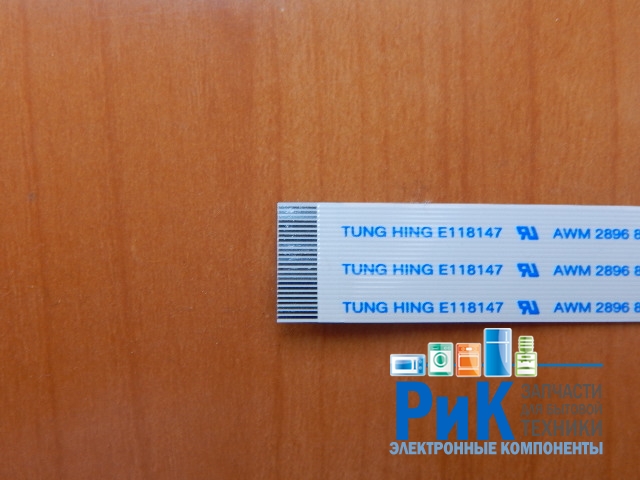 TUNG HING E118147 AWM 2896 8
TUNG HING E118147 AWM 2896 8
TUNG HING E118147 AWM 2896 8
РиК
ЗАПЧАСТИ
ДЛЯ БЫТОВОЙ
ТЕХНИКИ
ЭЛЕКТРОННЫЕ КОМПОНЕНТЫ